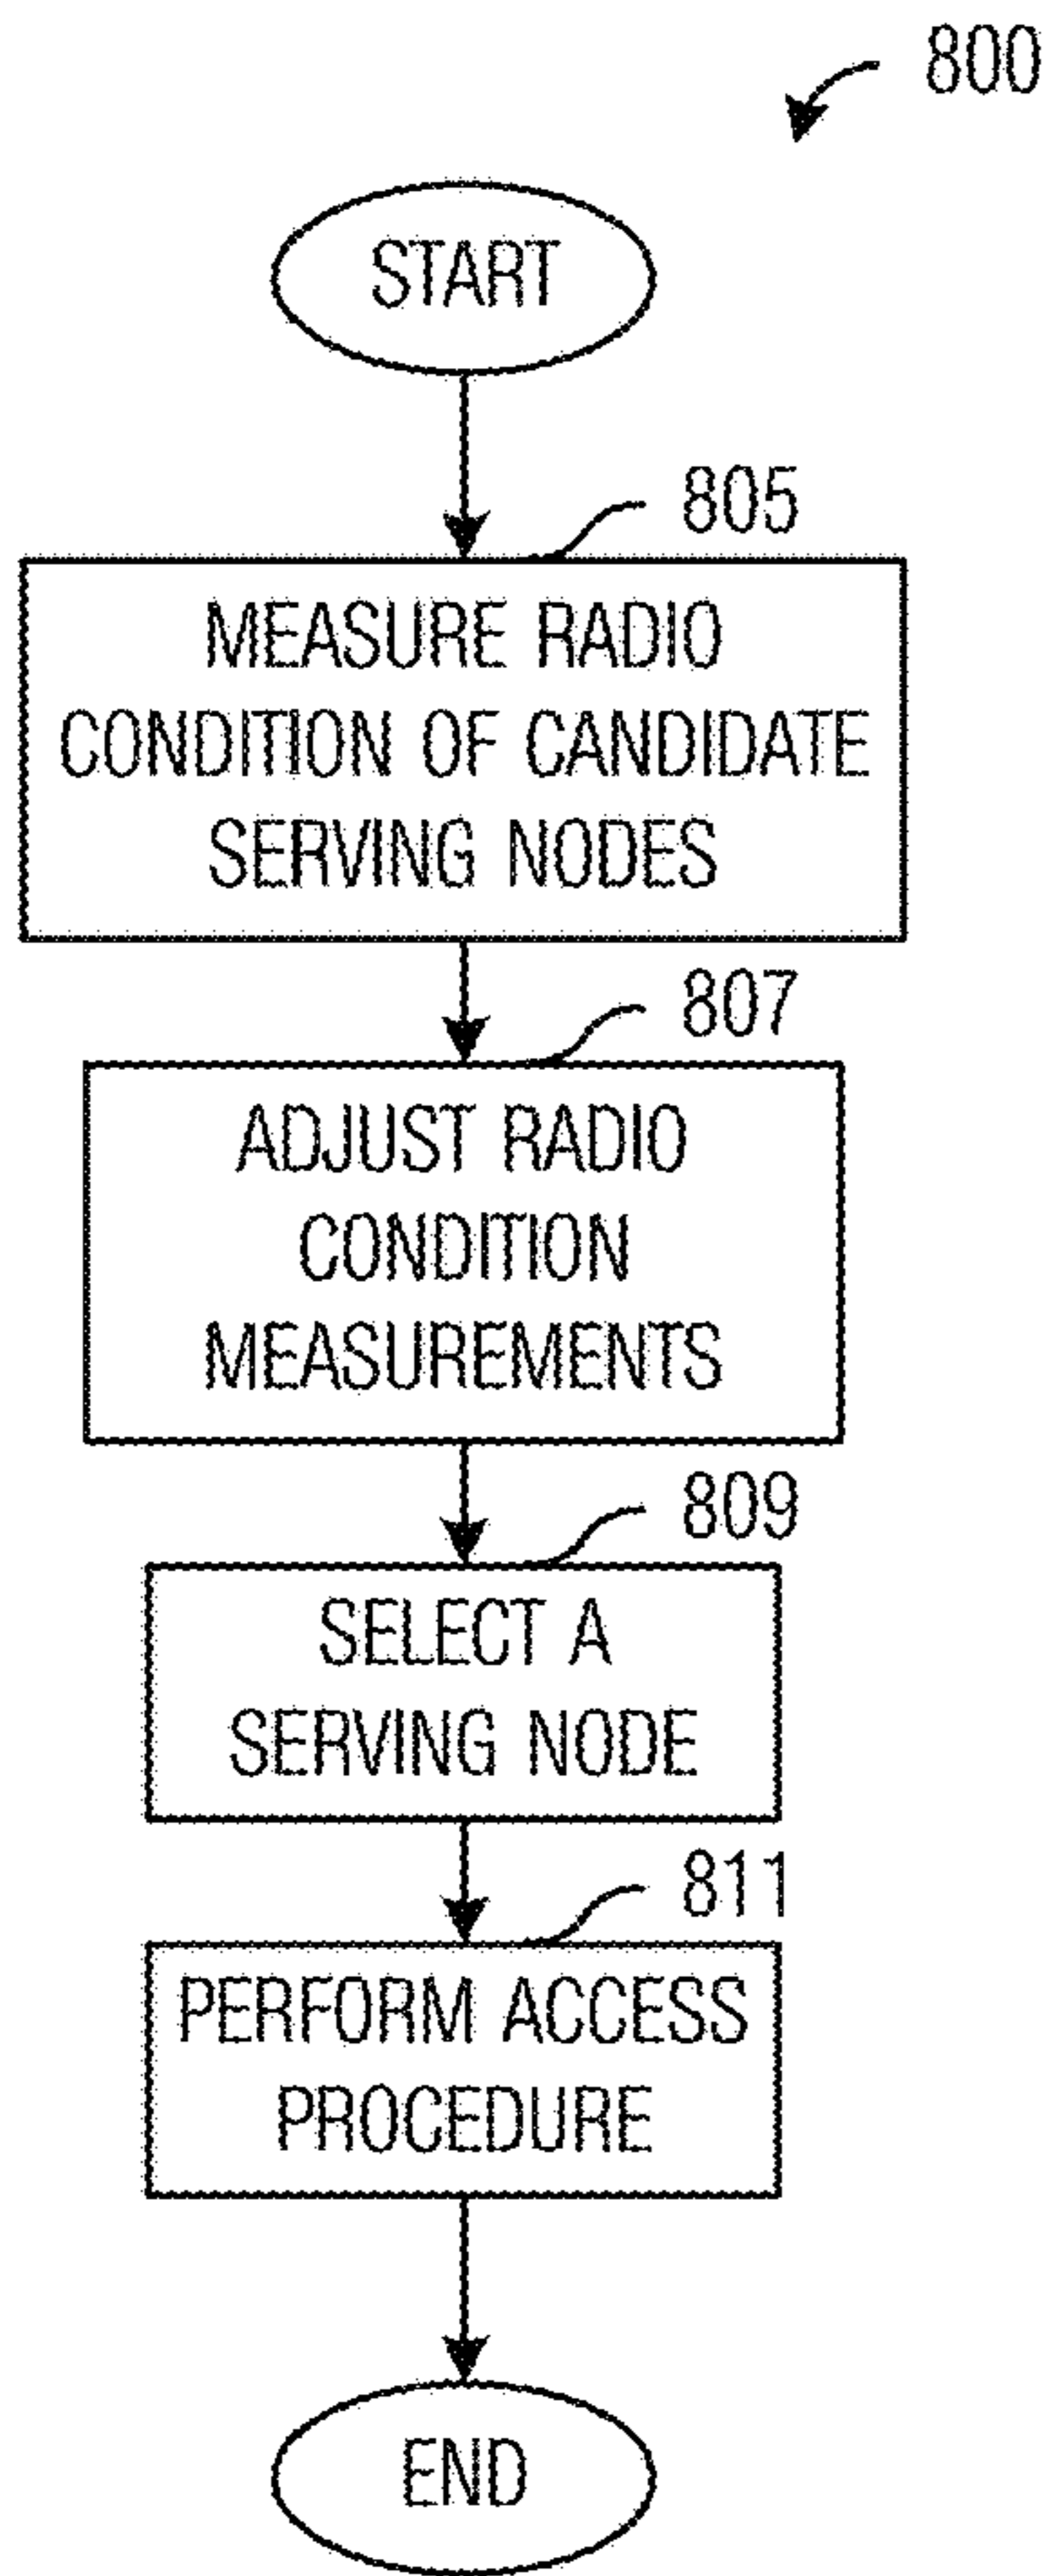 800
START
805
MEASURE RADIO
CONDITION OF CANDIDATE
SERVING NODES
807
ADJUST RADIO
CONDITION
MEASUREMENTS
809
SELECT A
SERVING NODE
811
PERFORM ACCESS
PROCEDURE
END